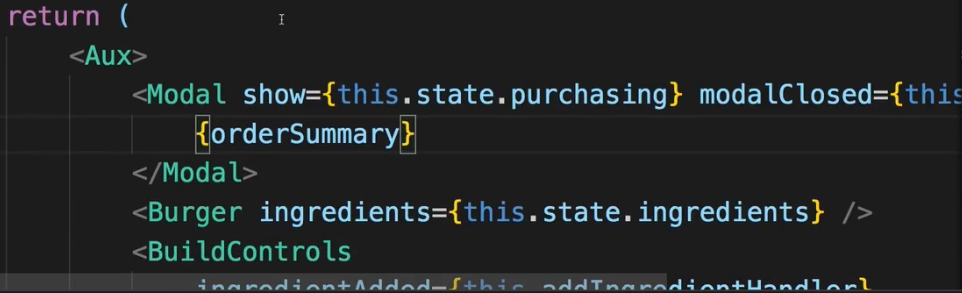 return (
<Aux>
<Modal show={this.state.purchasing} modalClosed={this
{orderSummary}
</Modal>
<Burger ingredients={this.state.ingredients} />
<BuildControls
ingredientAdded={this.addIngredientHandler}